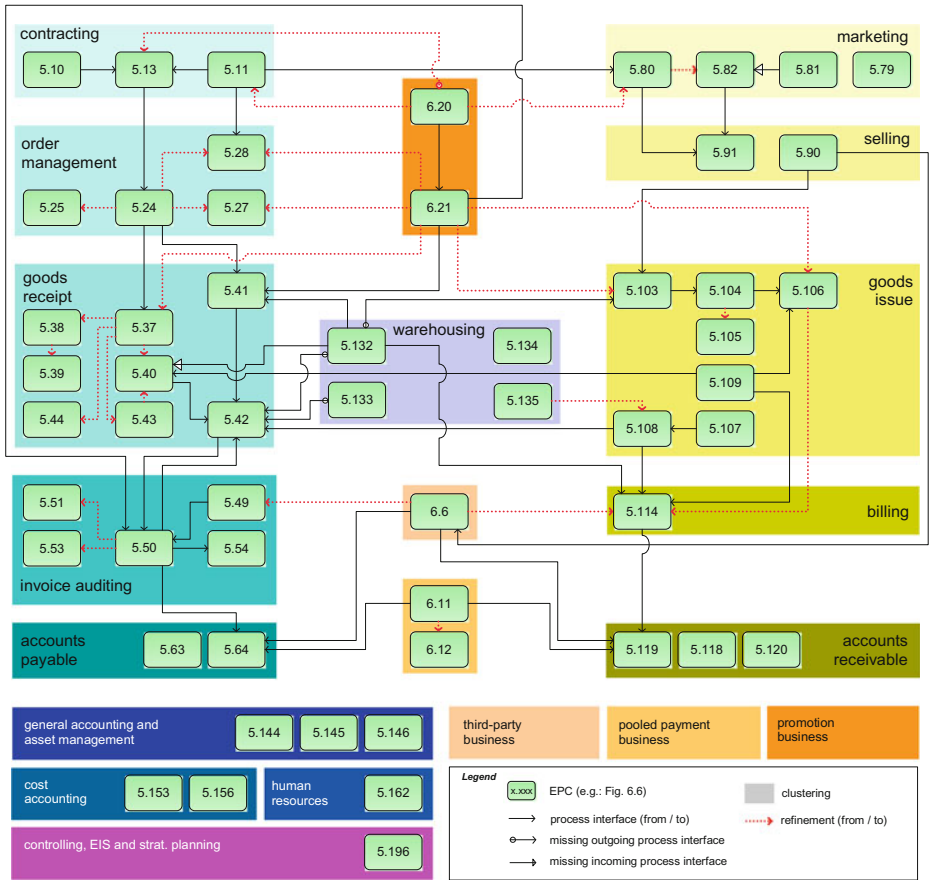 contracting
marketing
5.10
5.13
5.11
5.80
5.82
5.81
5.79
6.20
order
management
selling
5.28
5.91
5.90
5.25
5.24
5.27
6.21
goods
receipt
goods
issue
5.41
5.103
5.104
5.106
5.38
5.37
warehousing
5.132
5.134
5.105
5.39
5.40
5.109
5.44
5.43
5.42
5.133
5.135
5.108
5.107
5.51
5.49
6.6
5.114
billing
5.53
5.50
5.54
invoice auditing
6.11
accounts
payable
5.63
5.64
6.12
5.119
5.118
5.120
accounts
receivable
general accounting and
asset management
5.144
5.145
5.146
third-party
business
pooled payment
business
promotion
business
cost
accounting
5.153
5.156
human
resources
5.162
controlling, EIS and strat. planning
5.196
Legend
x.xxx
EPC (e.g.: Fig. 6.6)
clustering
process interface (from / to)
refinement (from / to)
missing outgoing process interface
missing incoming process interface